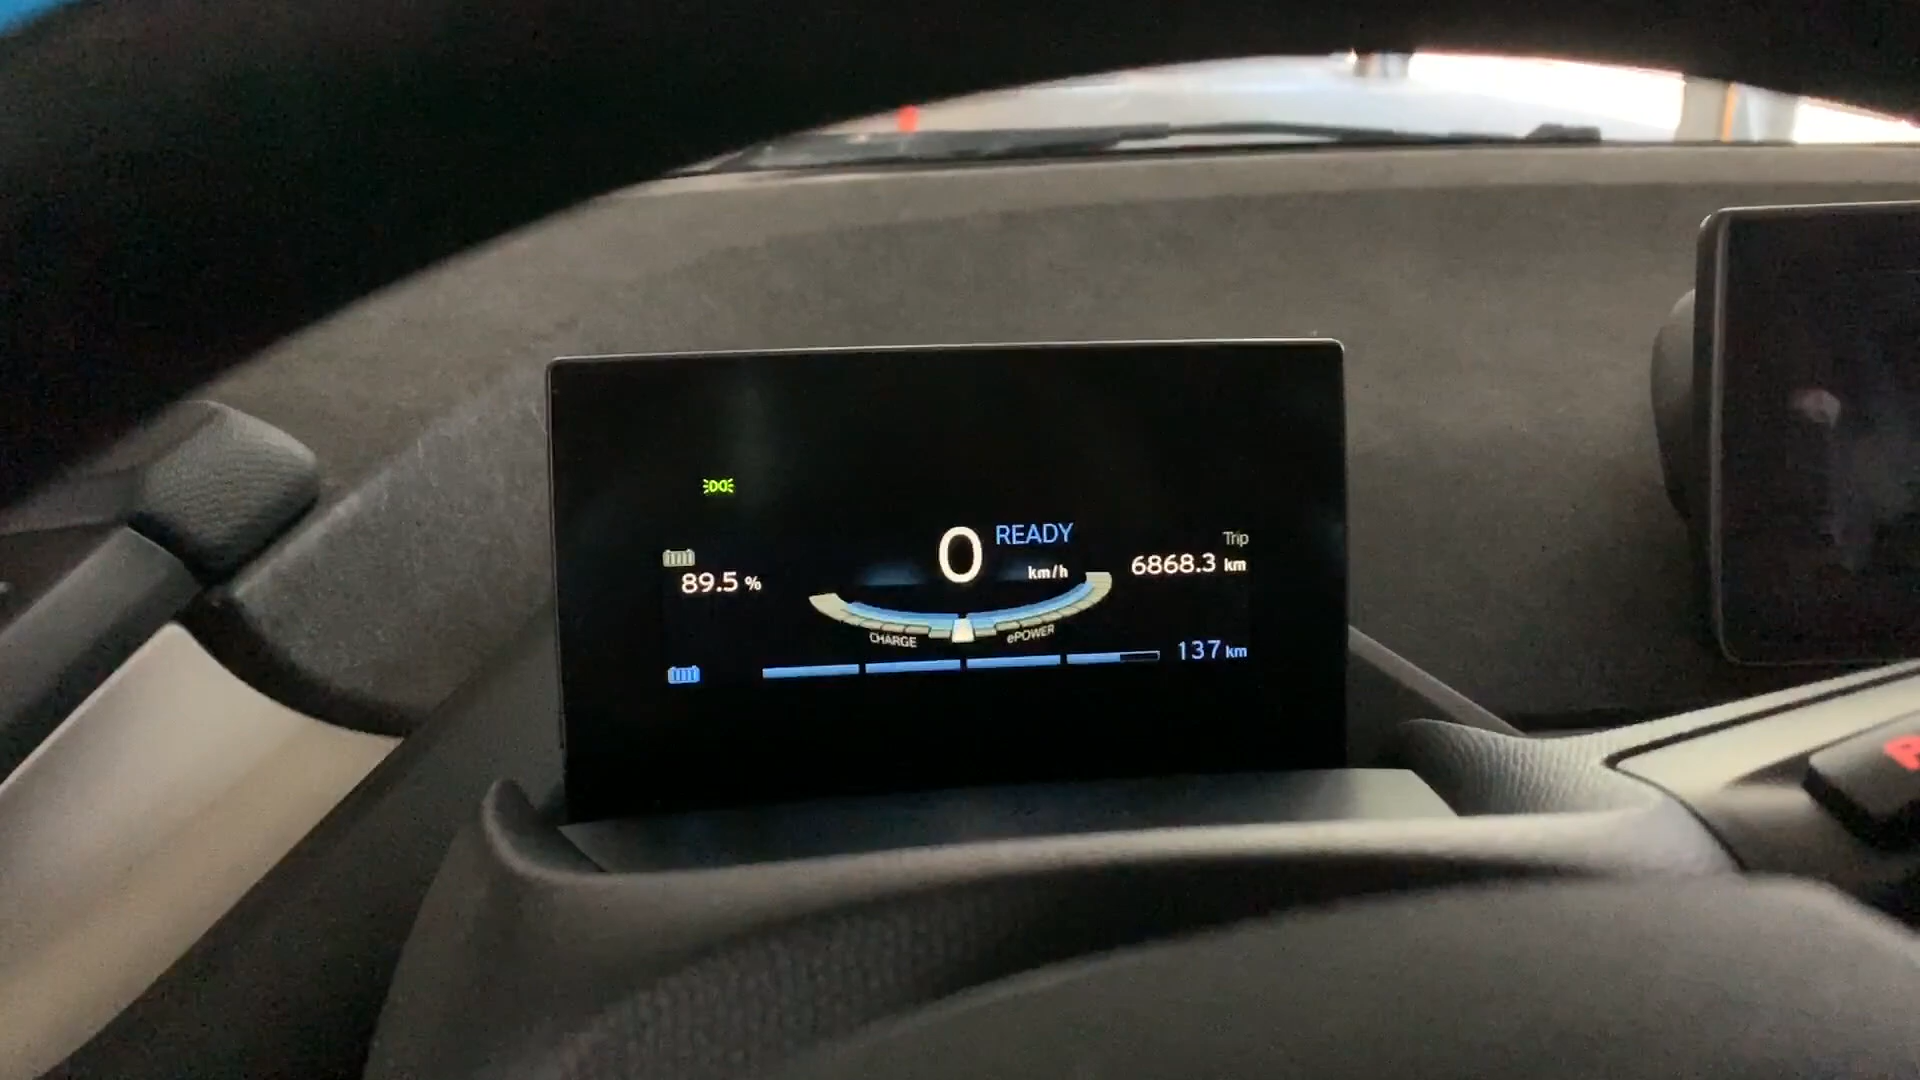 0 READY
km/h
Trip
89.5 %
6868.3 km
CHARGE
ePOWER
137 km